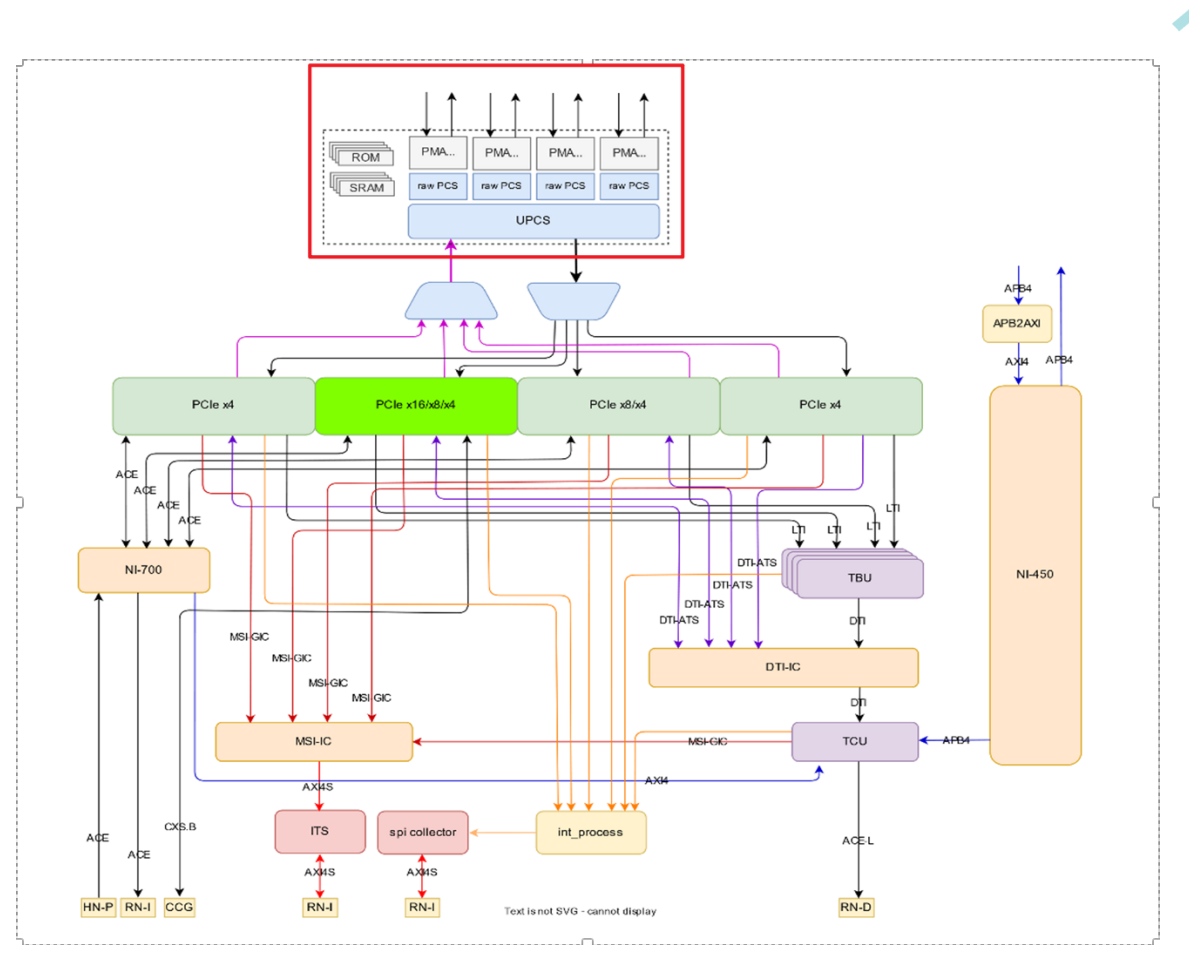 PMA... PMA... PMA... PMA...
ROM
raw PCS raw PCS raw PCS raw PCS
SRAM
UPCS
APB4
APB2AXI
AXI4 APB4
PCIe x4 PCIe x16/x8/x4 PCIe x8/x4 PCIe x4
ACE
ACE
ACE
ACE
LTI
LTI LTI LTI
NI-700
DTI-ATS
DTI-ATS
DTI-ATS
DTI-ATS
TBU
NI-450
DTI
MSI-GIC
MSI-GIC
MSI-GIC
MSI-GIC
DTI-IC
DTI
MSI-IC
MSI-GIC
TCU
APB4
AXI4
AXI4S
ITS
spi collector
int_process
CXS.B
ACE
ACE
ACE-L
AXI4S AXI4S
HN-P RN-I CCG RN-I RN-I RN-D
Text is not SVG - cannot display